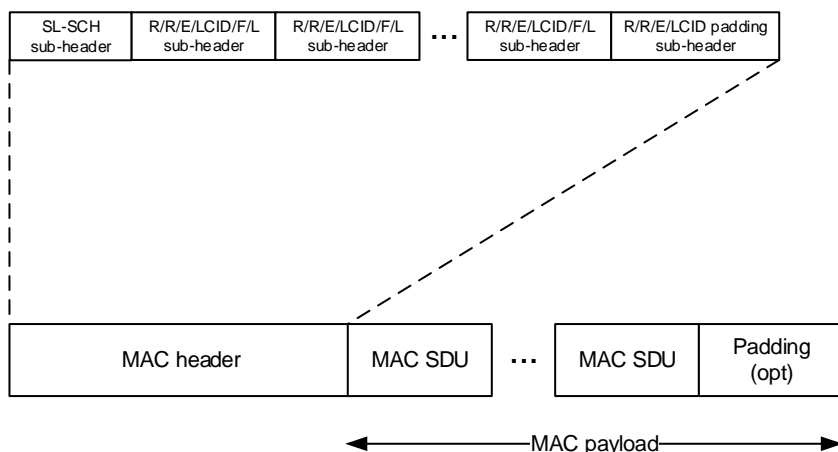 SL-SCH
sub-header
R/R/E/LCID/F/L
sub-header
R/R/E/LCID/F/L
sub-header
...
R/R/E/LCID/F/L
sub-header
R/R/E/LCID padding
sub-header
MAC header
MAC SDU
...
MAC SDU
Padding
(opt)
MAC payload